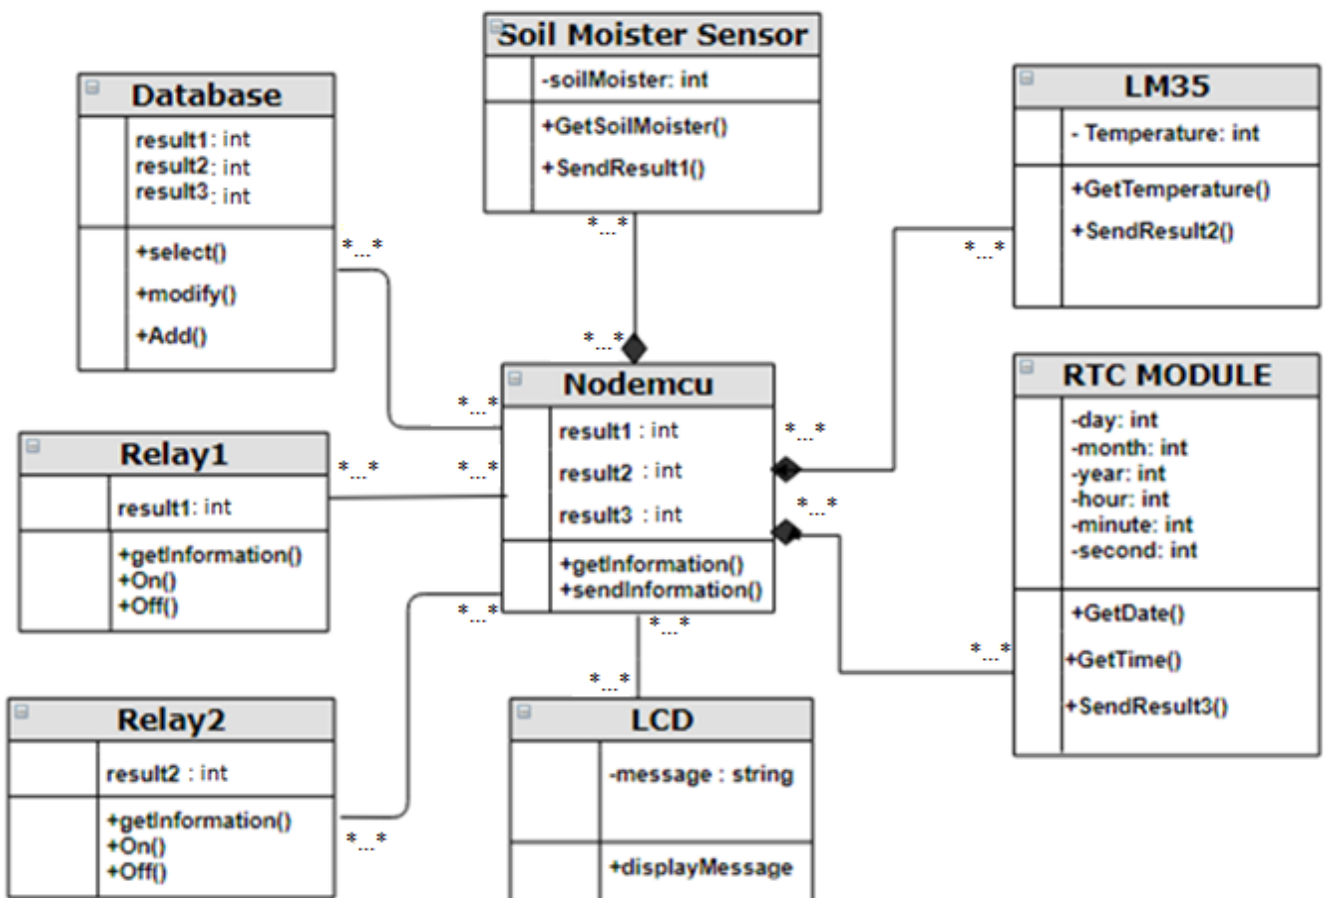 Soil Moister Sensor
-soilMoister: int
+GetSoilMoister()
+SendResult1()
Database
result1: int
result2: int
result3: int
+select()
+modify()
+Add()
LM35
- Temperature: int
+GetTemperature()
+SendResult2()
*...*
*...*
*...*
*...*
Nodemcu
result1 : int
result2 : int
result3 : int
+getInformation()
+sendInformation()
*...*
*...*
*...*
RTC MODULE
-day: int
-month: int
-year: int
-hour: int
-minute: int
-second: int
+GetDate()
+GetTime()
+SendResult3()
Relay1
result1: int
+getInformation()
+On()
+Off()
*...*
*...*
*...*
*...*
*...*
*...*
Relay2
result2 : int
+getInformation()
+On()
+Off()
*...*
LCD
-message : string
+displayMessage